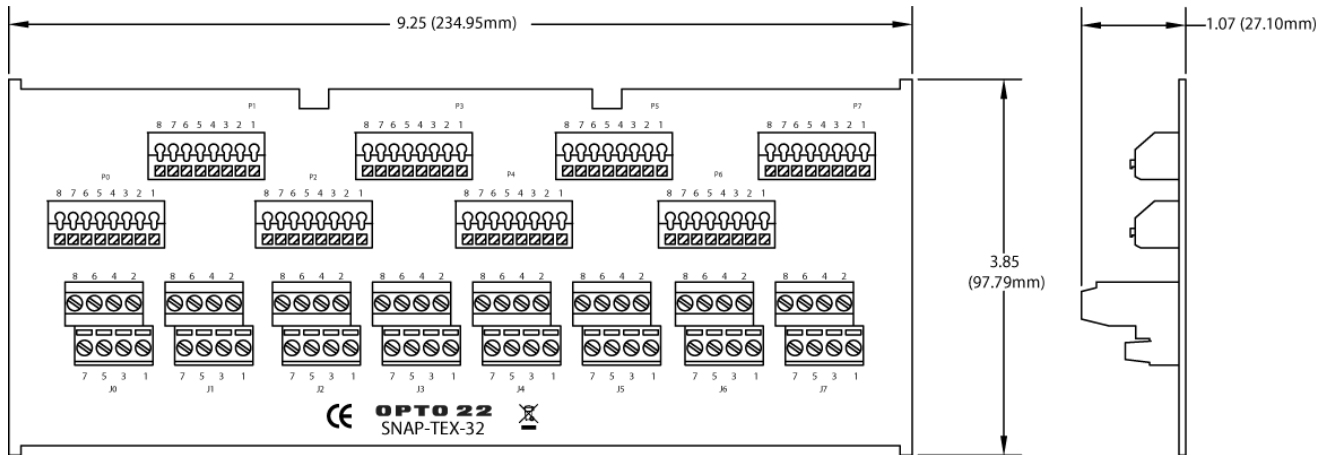 9.25 (234.95mm)
1.07 (27.10mm)
P1 P3 P5 P7
8 7 6 5 4 3 2 1 8 7 6 5 4 3 2 1 8 7 6 5 4 3 2 1 8 7 6 5 4 3 2 1
P0 P2 P4 P6
8 7 6 5 4 3 2 1 8 7 6 5 4 3 2 1 8 7 6 5 4 3 2 1 8 7 6 5 4 3 2 1
3.85
(97.79mm)
8 6 4 2 8 6 4 2 8 6 4 2 8 6 4 2 8 6 4 2 8 6 4 2 8 6 4 2 8 6 4 2
7 5 3 1 7 5 3 1 7 5 3 1 7 5 3 1 7 5 3 1 7 5 3 1 7 5 3 1 7 5 3 1
J0 J1 J2 J3 J4 J5 J6 J7
CE OPTO 22
SNAP-TEX-32